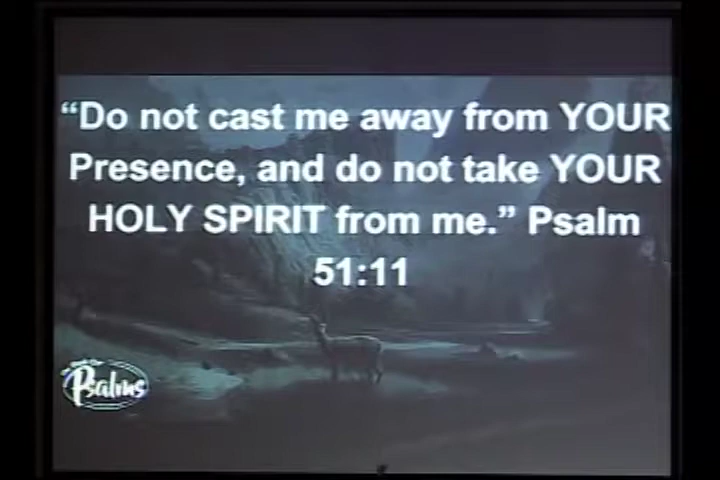 “Do not cast me away from YOUR
Presence, and do not take YOUR
HOLY SPIRIT from me.” Psalm
51:11
Psalms